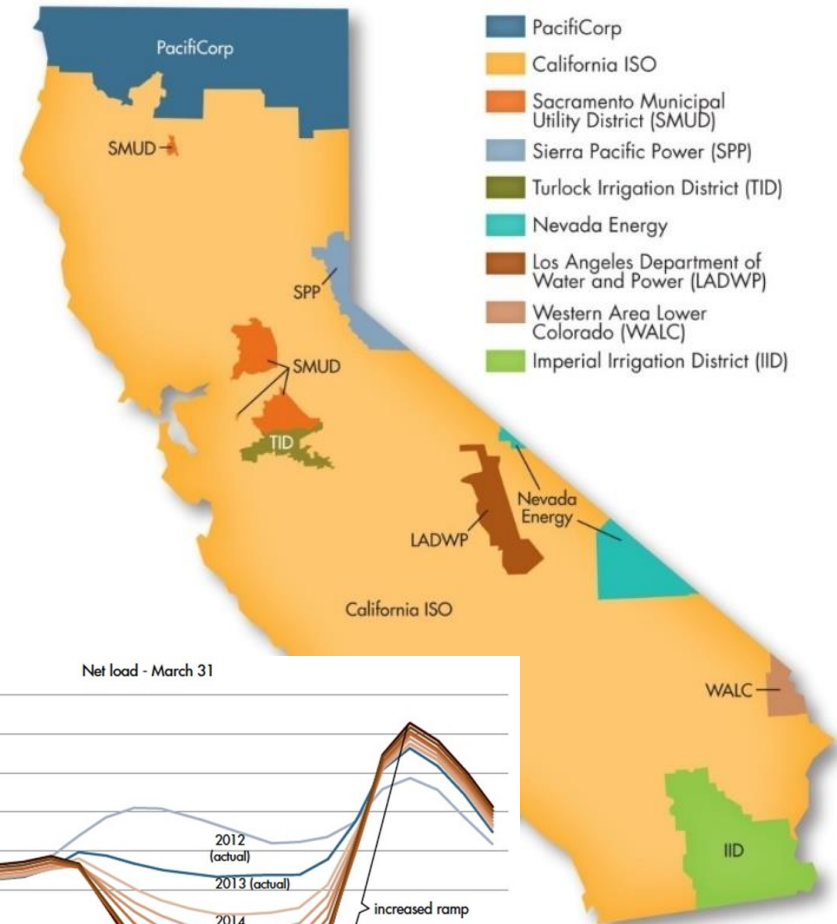 PacifiCorp
SMUD
SPP
SMUD
TID
Nevada
Energy
LADWP
California ISO
WALC
IID
PacifiCorp
California ISO
Sacramento Municipal
Utility District (SMUD)
Sierra Pacific Power (SPP)
Turlock Irrigation District (TID)
Nevada Energy
Los Angeles Department of
Water and Power (LADWP)
Western Area Lower
Colorado (WALC)
Imperial Irrigation District (IID)
Net load - March 31
2012
(actual)
2013 (actual)
2014
increased ramp